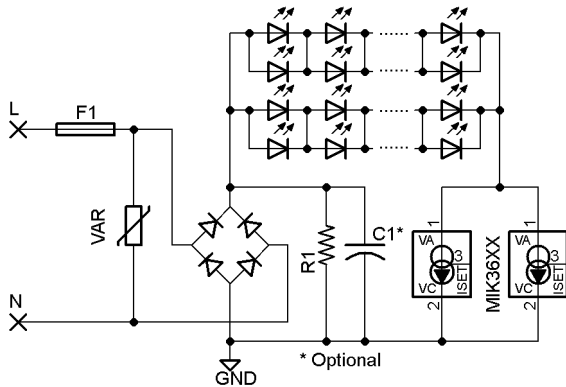 L
F1
VAR
N
R1
C1*
1
VA
3
ISET
VC
2
MIK36XX
1
VA
3
ISET
VC
2
* Optional
GND